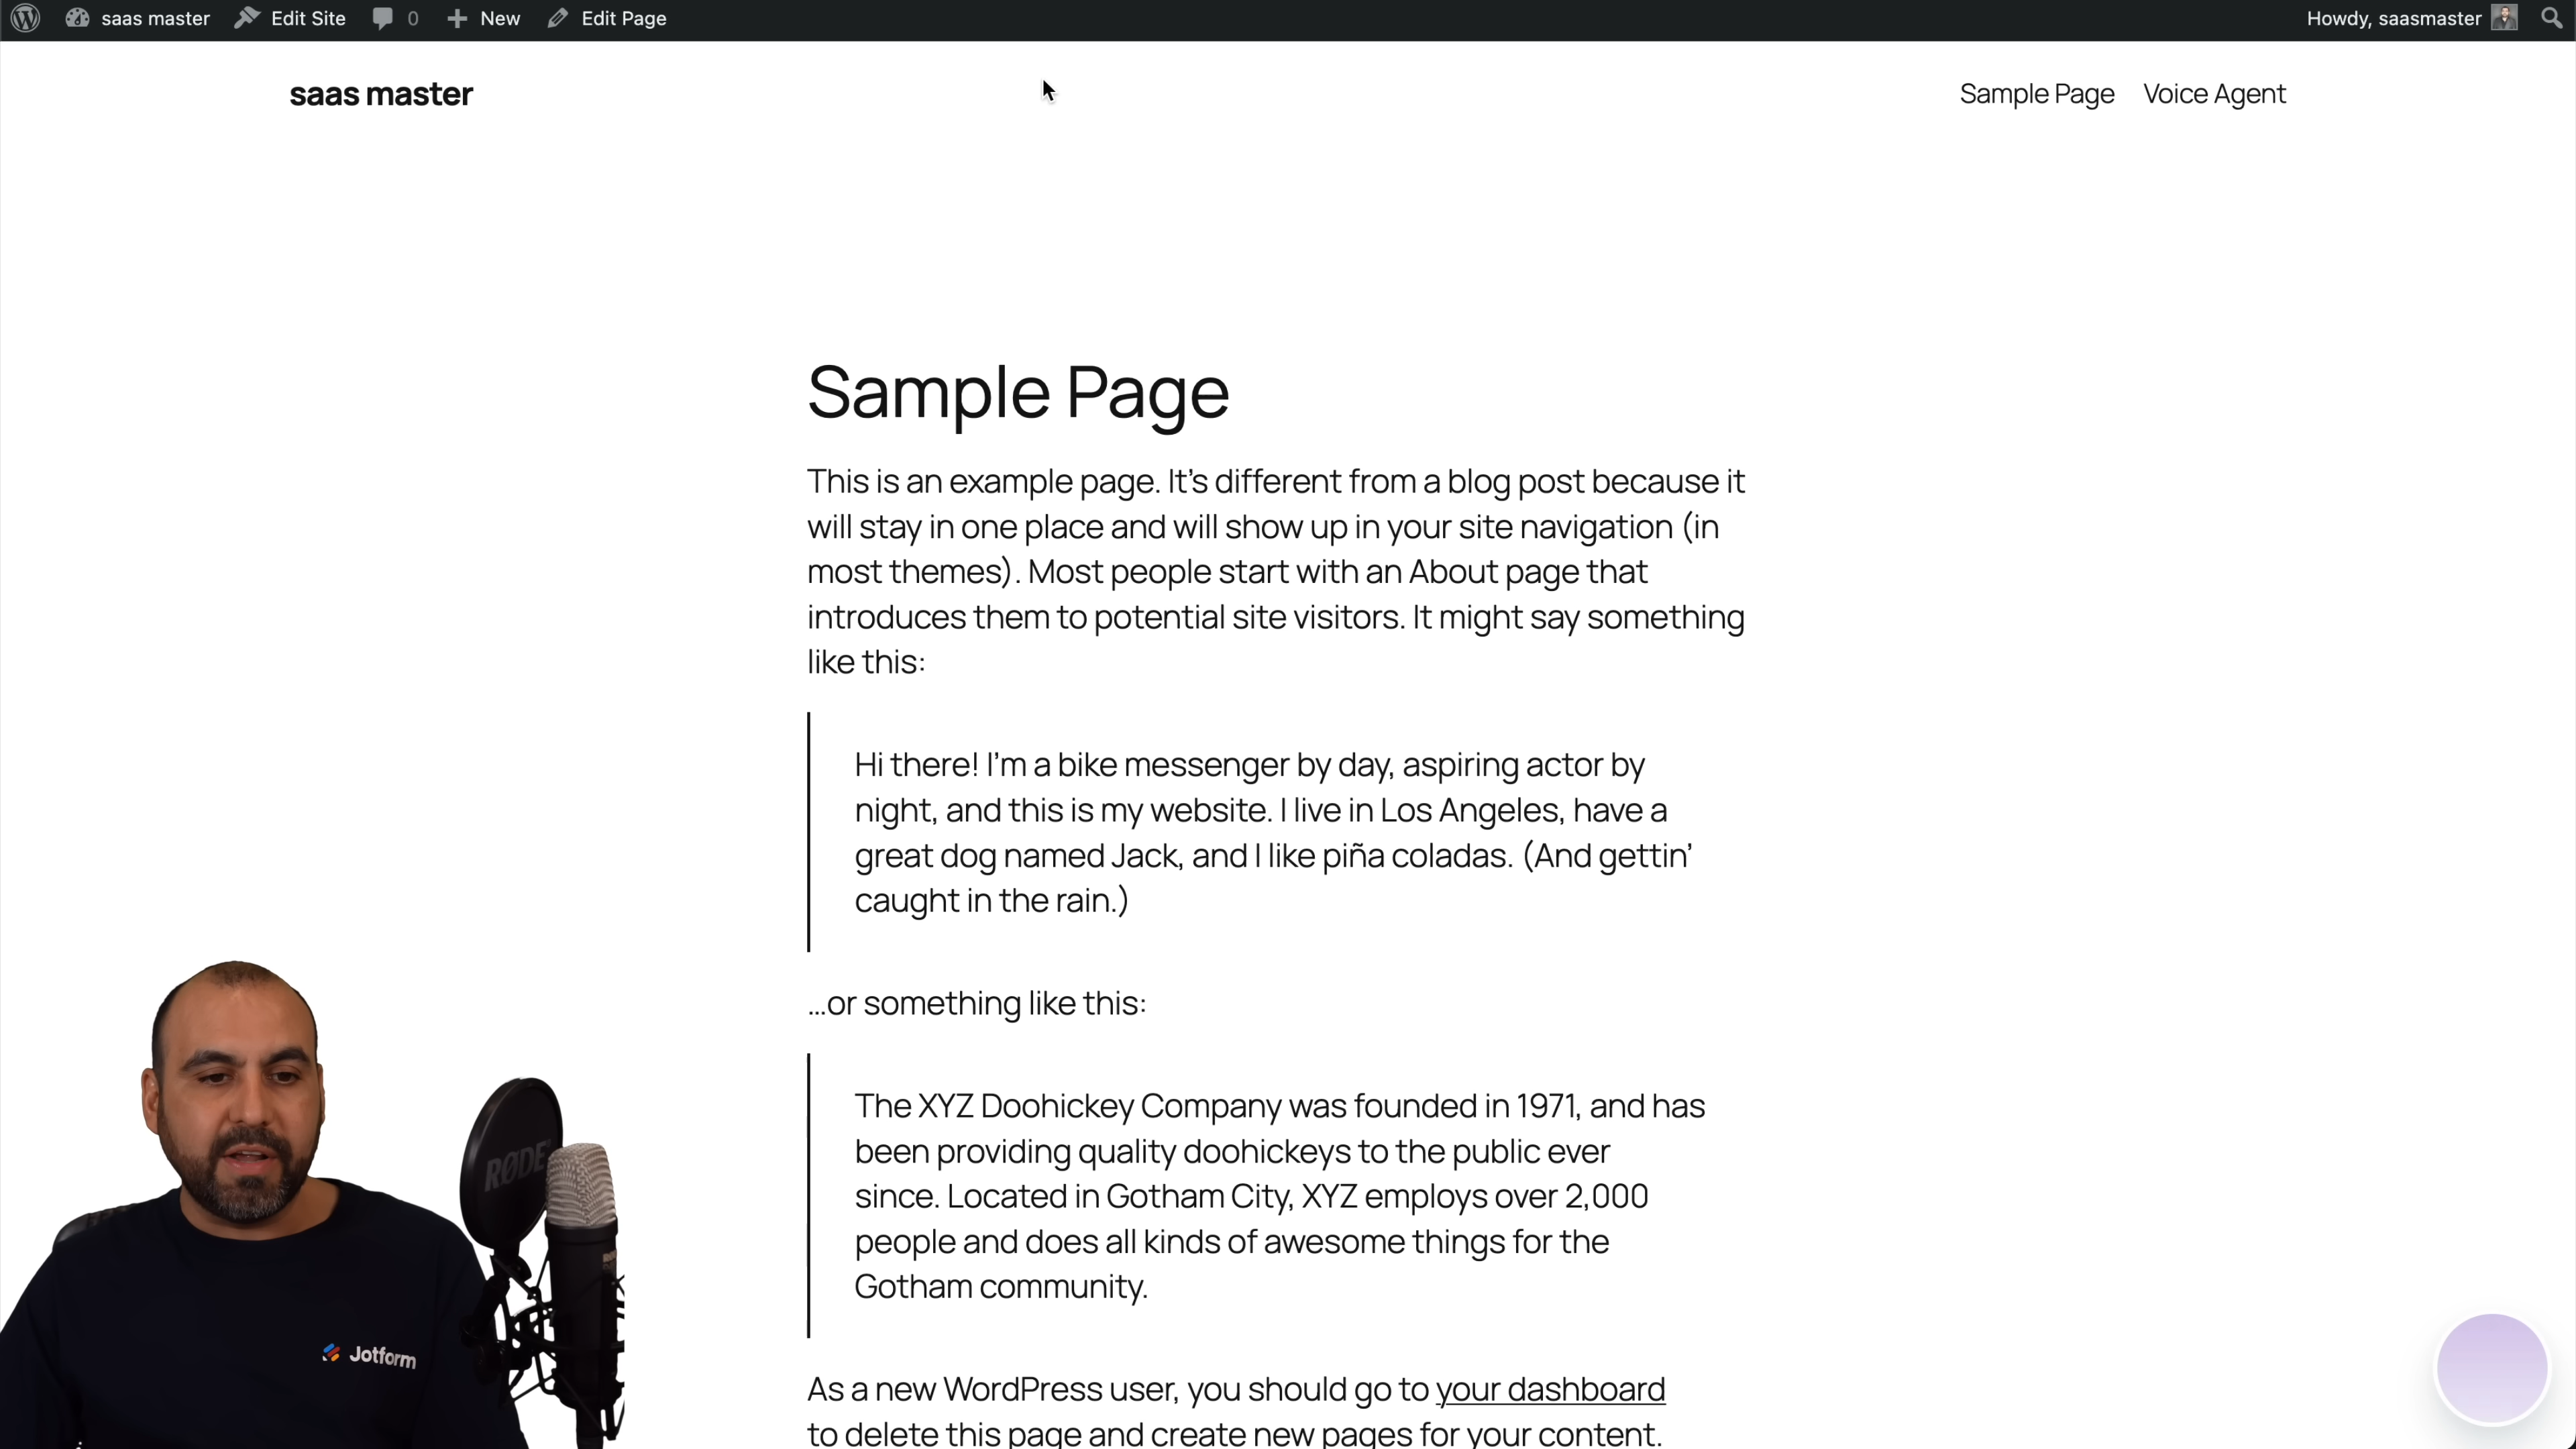 saas master Edit Site 0 New Edit Page Howdy, saasmaster
saas master Sample Page Voice Agent
Sample Page
This is an example page. It’s different from a blog post because it
will stay in one place and will show up in your site navigation (in
most themes). Most people start with an About page that
introduces them to potential site visitors. It might say something
like this:
Hi there! I’m a bike messenger by day, aspiring actor by
night, and this is my website. I live in Los Angeles, have a
great dog named Jack, and I like piña coladas. (And gettin’
caught in the rain.)
…or something like this:
The XYZ Doohickey Company was founded in 1971, and has
been providing quality doohickeys to the public ever
since. Located in Gotham City, XYZ employs over 2,000
people and does all kinds of awesome things for the
Gotham community.
As a new WordPress user, you should go to your dashboard
to delete this page and create new pages for your content.
RØDE
Jotform